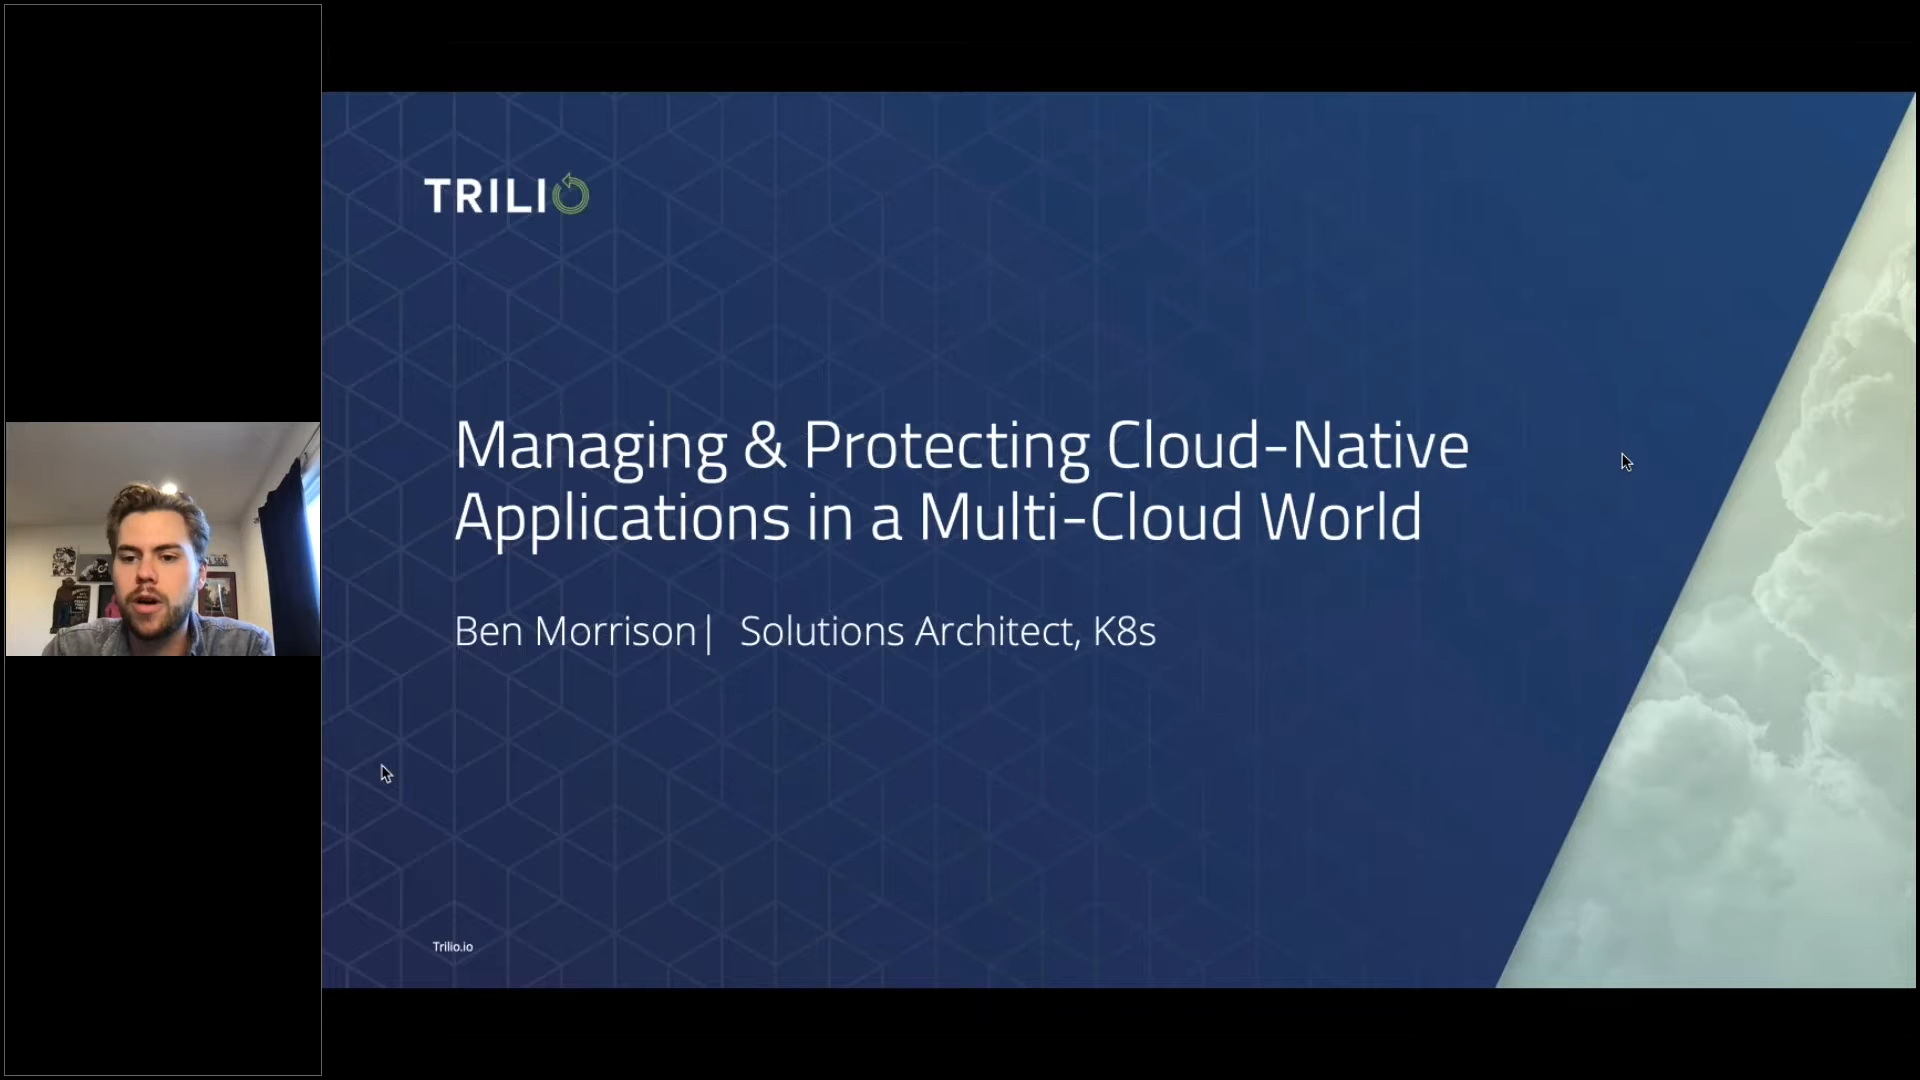 TRILIO
Managing & Protecting Cloud-Native
Applications in a Multi-Cloud World
Ben Morrison| Solutions Architect, K8s
Trilio.io